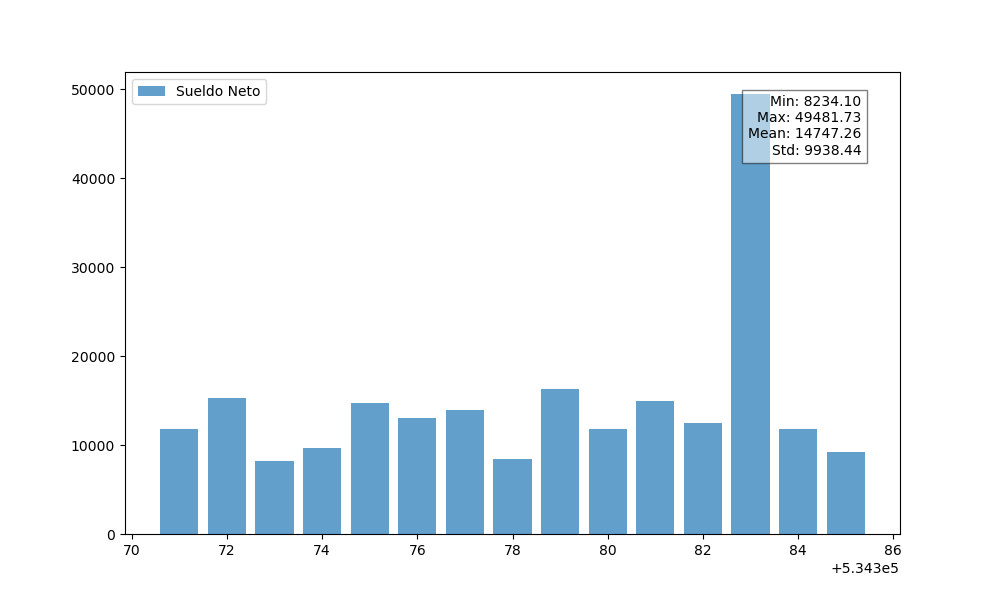 Sueldo Neto
Min: 8234.10
Max: 49481.73
Mean: 14747.26
Std: 9938.44
50000
40000
30000
20000
10000
0
70 72 74 76 78 80 82 84 86
+5.343e5